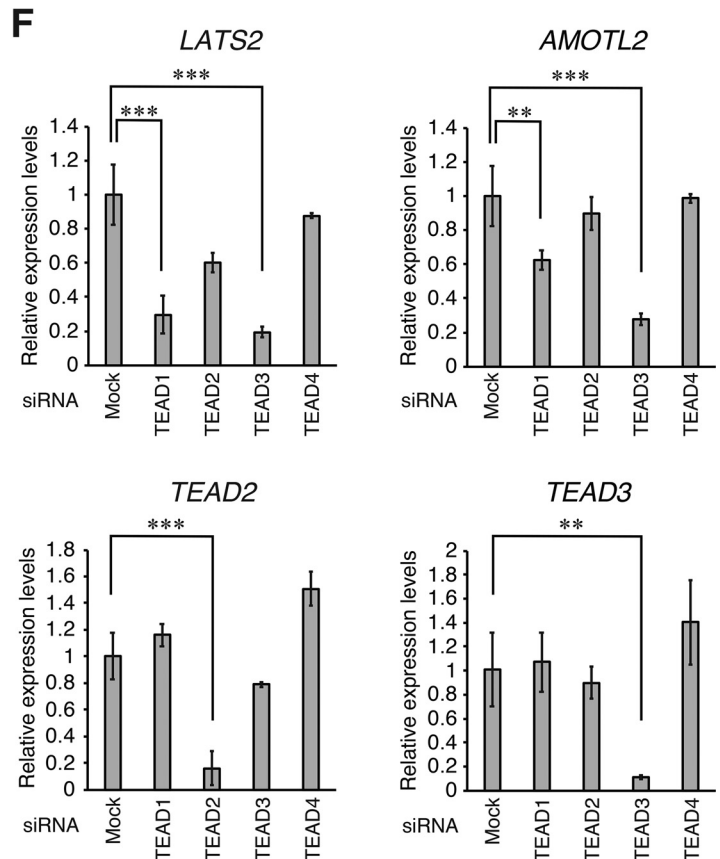 F
LATS2
***
***
Relative expression levels
1.4
1.2
1
0.8
0.6
0.4
0.2
0
siRNA
Mock
TEAD1
TEAD2
TEAD3
TEAD4
AMOTL2
***
**
Relative expression levels
1.4
1.2
1
0.8
0.6
0.4
0.2
0
siRNA
Mock
TEAD1
TEAD2
TEAD3
TEAD4
TEAD2
***
Relative expression levels
1.8
1.6
1.4
1.2
1
0.8
0.6
0.4
0.2
0
siRNA
Mock
TEAD1
TEAD2
TEAD3
TEAD4
TEAD3
**
Relative expression levels
2
1.8
1.6
1.4
1.2
1
0.8
0.6
0.4
0.2
0
siRNA
Mock
TEAD1
TEAD2
TEAD3
TEAD4